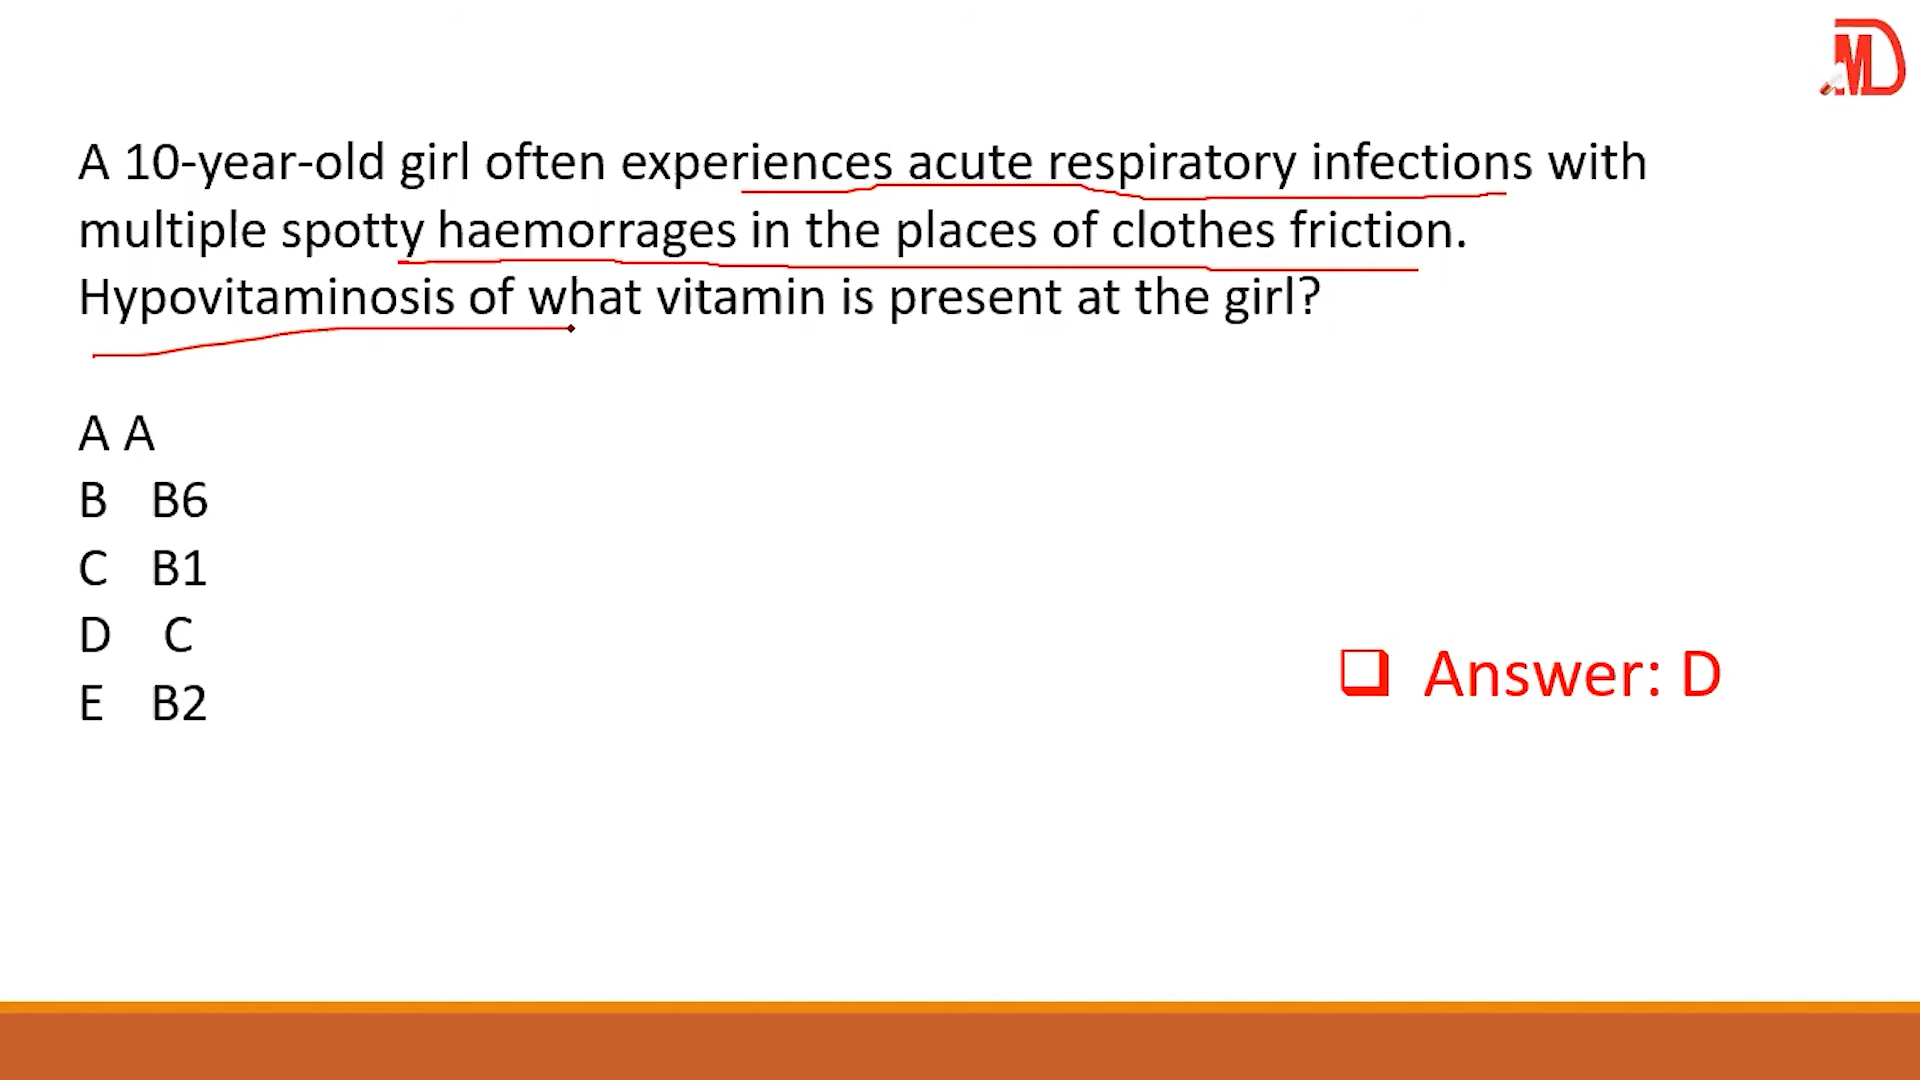 MD
A 10-year-old girl often experiences acute respiratory infections with
multiple spotty haemorrages in the places of clothes friction.
Hypovitaminosis of what vitamin is present at the girl?
A A
B B6
C B1
D C
E B2
❑ Answer: D